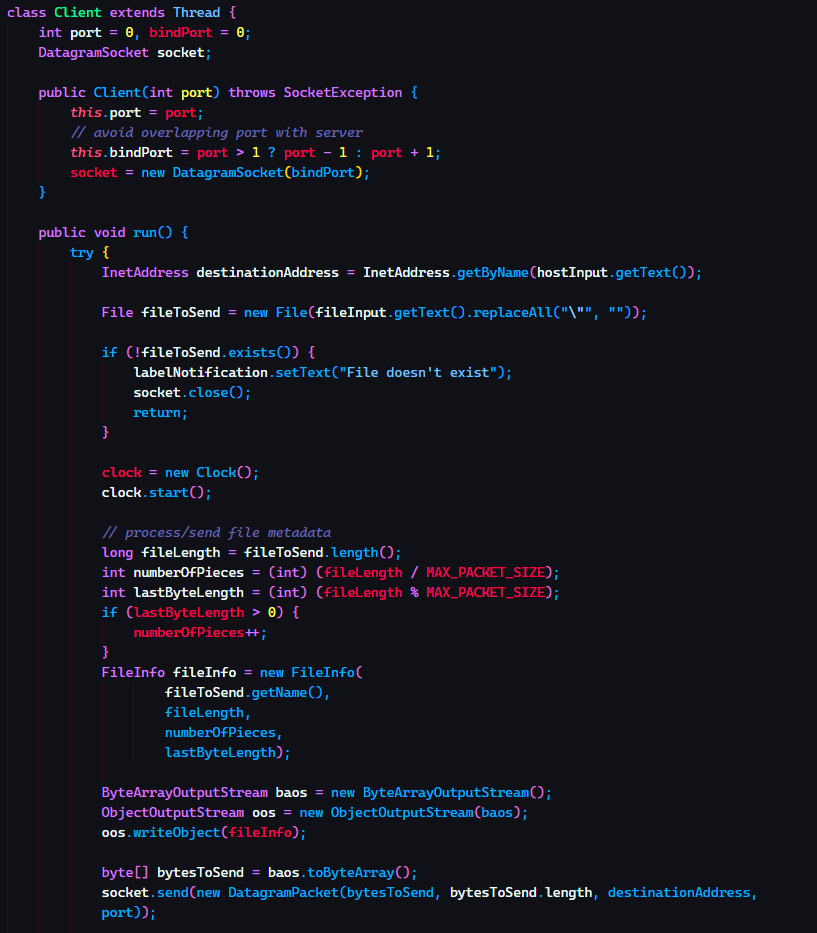 class Client extends Thread {
int port = 0, bindPort = 0;
DatagramSocket socket;
public Client(int port) throws SocketException {
this.port = port;
// avoid overlapping port with server
this.bindPort = port > 1 ? port - 1 : port + 1;
socket = new DatagramSocket(bindPort);
}
public void run() {
try {
InetAddress destinationAddress = InetAddress.getByName(hostInput.getText());
File fileToSend = new File(fileInput.getText().replaceAll("\"", ""));
if (!fileToSend.exists()) {
labelNotification.setText("File doesn't exist");
socket.close();
return;
}
clock = new Clock();
clock.start();
// process/send file metadata
long fileLength = fileToSend.length();
int numberOfPieces = (int) (fileLength / MAX_PACKET_SIZE);
int lastByteLength = (int) (fileLength % MAX_PACKET_SIZE);
if (lastByteLength > 0) {
numberOfPieces++;
}
FileInfo fileInfo = new FileInfo(
fileToSend.getName(),
fileLength,
numberOfPieces,
lastByteLength);
ByteArrayOutputStream baos = new ByteArrayOutputStream();
ObjectOutputStream oos = new ObjectOutputStream(baos);
oos.writeObject(fileInfo);
byte[] bytesToSend = baos.toByteArray();
socket.send(new DatagramPacket(bytesToSend, bytesToSend.length, destinationAddress,
port));